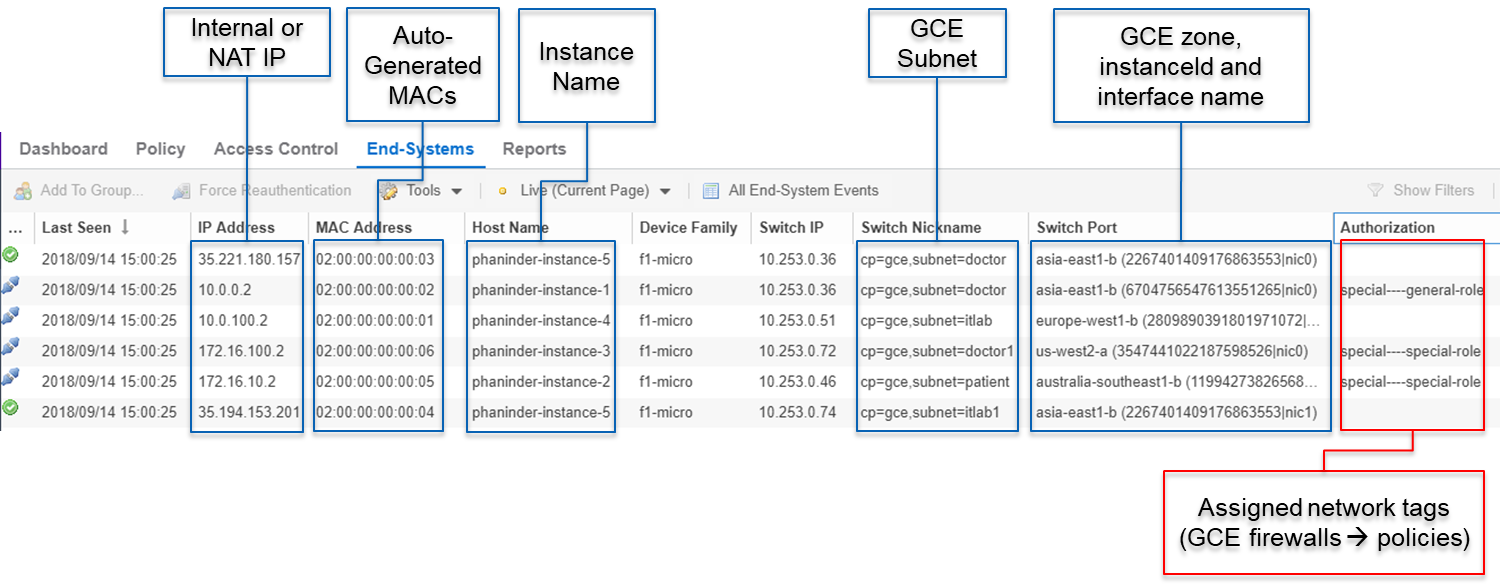 Internal or
NAT IP
Auto-
Generated
MACs
Instance
Name
GCE
Subnet
GCE zone,
instanceId and
interface name
Dashboard Policy Access Control End-Systems Reports
Add To Group... Force Reauthentication Tools Live (Current Page) All End-System Events Show Filters
... Last Seen ↓ IP Address MAC Address Host Name Device Family Switch IP Switch Nickname Switch Port Authorization
2018/09/14 15:00:25 35.221.180.157 02:00:00:00:00:03 phaninder-instance-5 f1-micro 10.253.0.36 cp=gce,subnet=doctor asia-east1-b (2267401409176863553|nic0)
2018/09/14 15:00:25 10.0.0.2 02:00:00:00:00:02 phaninder-instance-1 f1-micro 10.253.0.36 cp=gce,subnet=doctor asia-east1-b (6704756547613551265|nic0) special----general-role
2018/09/14 15:00:25 10.0.100.2 02:00:00:00:00:01 phaninder-instance-4 f1-micro 10.253.0.51 cp=gce,subnet=itlab europe-west1-b (2809890391801971072|...
2018/09/14 15:00:25 172.16.100.2 02:00:00:00:00:06 phaninder-instance-3 f1-micro 10.253.0.72 cp=gce,subnet=doctor1 us-west2-a (3547441022187598526|nic0) special----special-role
2018/09/14 15:00:25 172.16.10.2 02:00:00:00:00:05 phaninder-instance-2 f1-micro 10.253.0.46 cp=gce,subnet=patient australia-southeast1-b (11994273826568... special----special-role
2018/09/14 15:00:25 35.194.153.201 02:00:00:00:00:04 phaninder-instance-5 f1-micro 10.253.0.74 cp=gce,subnet=itlab1 asia-east1-b (2267401409176863553|nic1)
Assigned network tags
(GCE firewalls → policies)